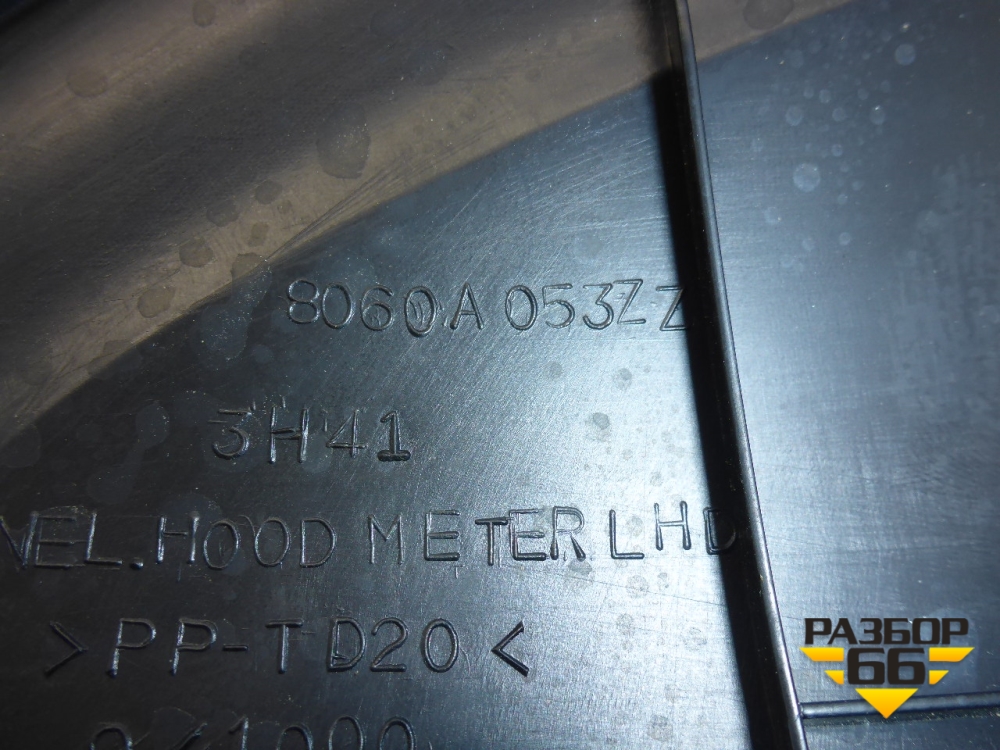 8060A053ZZ
3H41
NEL.HOOD METER LHD
>PP-TD20<
РАЗБОР
66